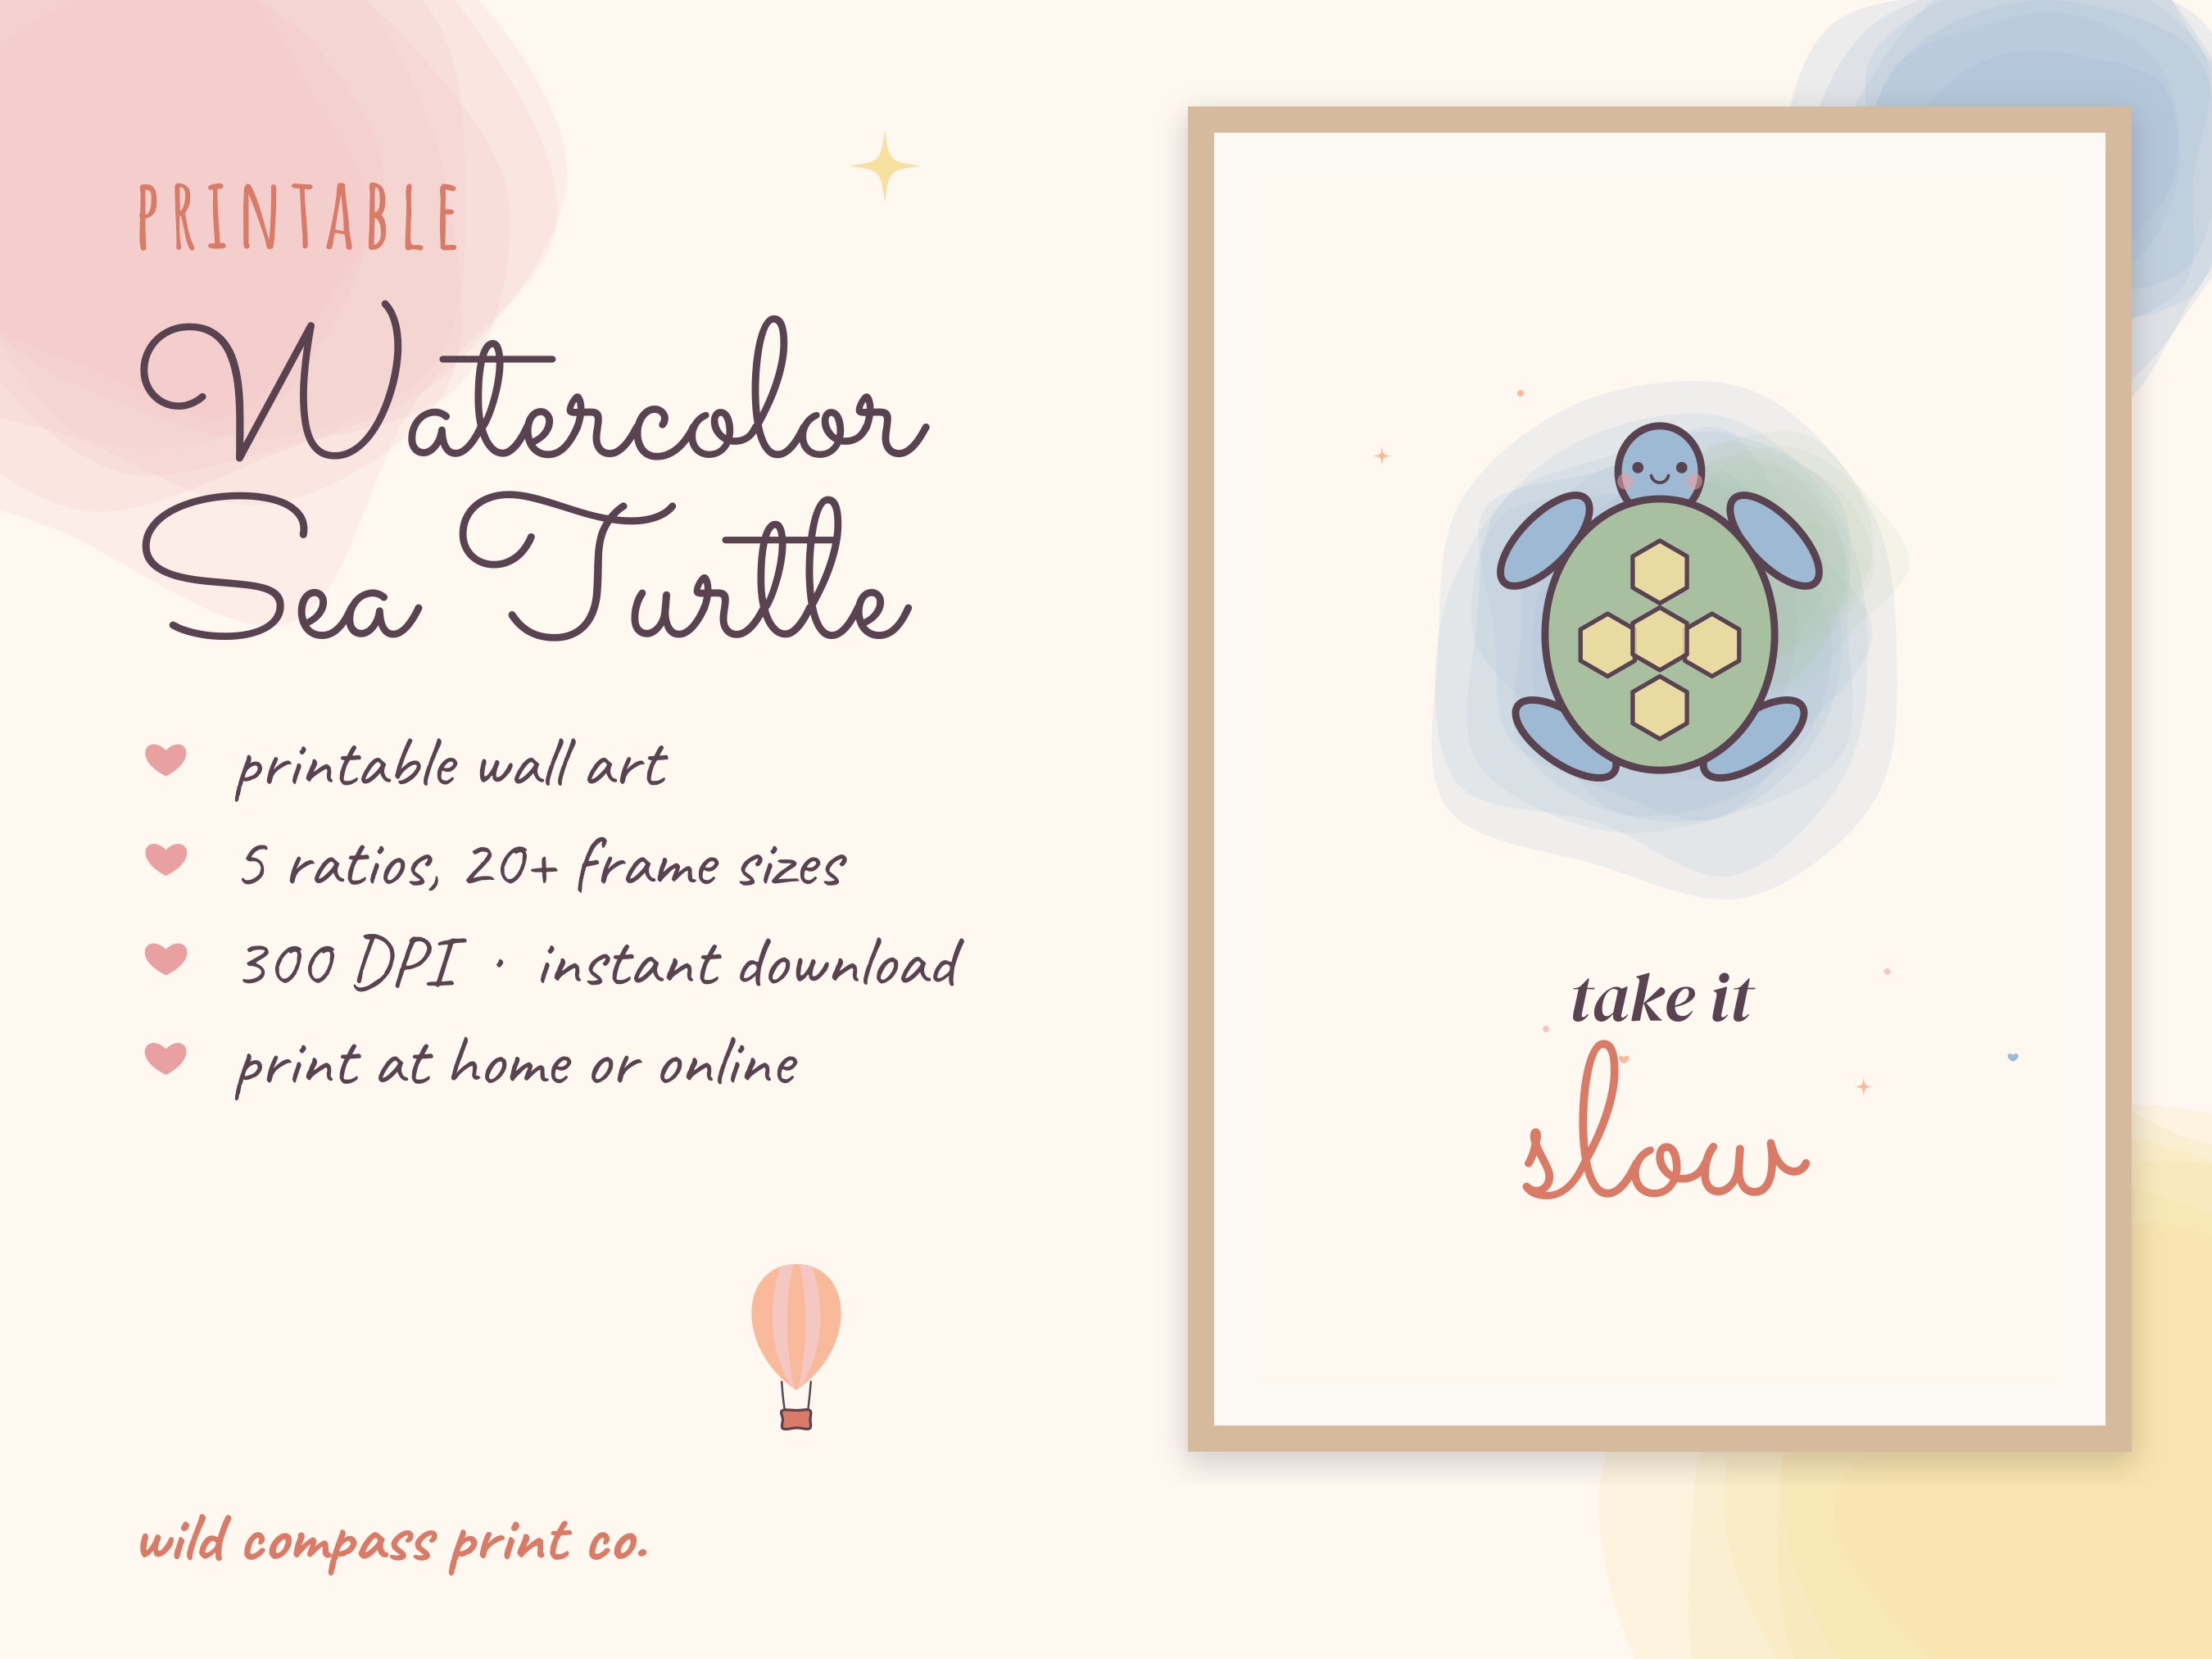 PRINTABLE
Watercolor
Sea Turtle
printable wall art
5 ratios, 20+ frame sizes
300 DPI · instant download
print at home or online
wild compass print co.
take it
slow